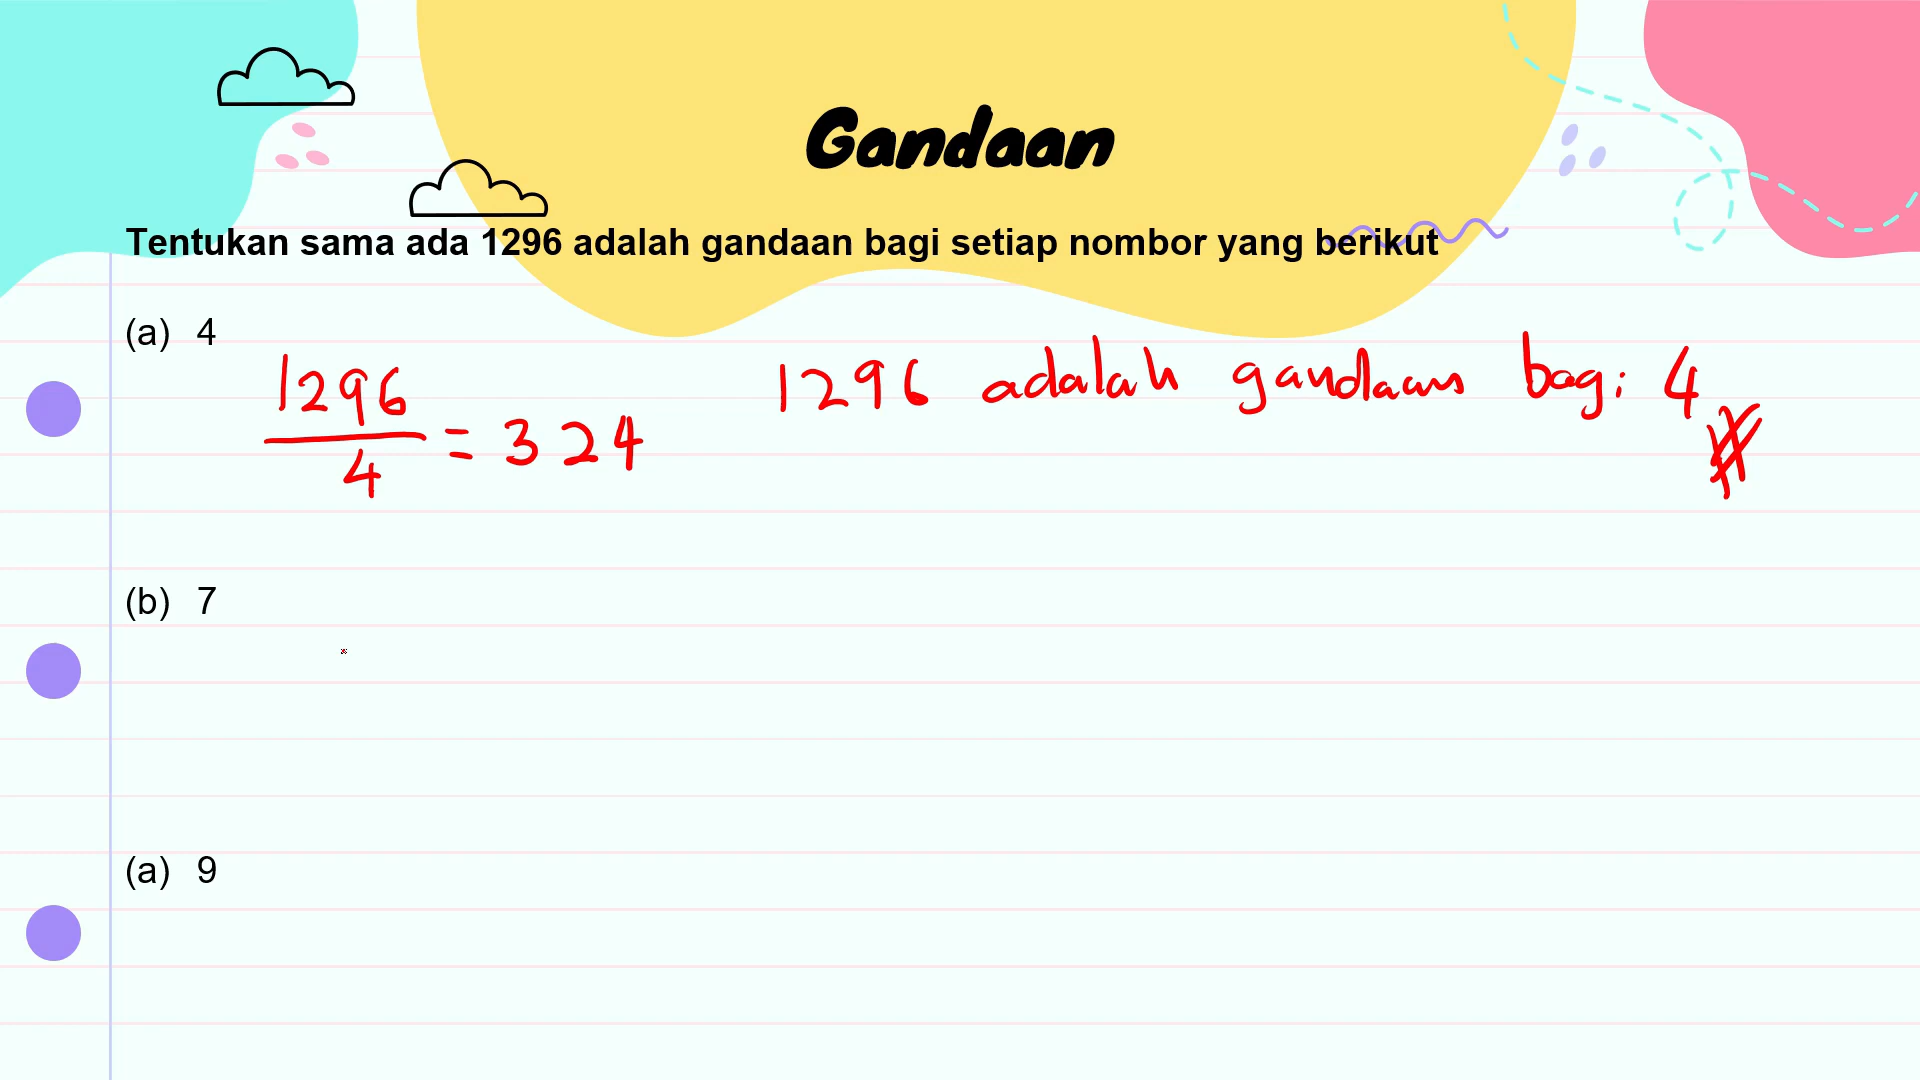 Gandaan
Tentukan sama ada 1296 adalah gandaan bagi setiap nombor yang berikut
(a) 4
1296 adalah gandaan bagi 4
1296
4
= 324
(b) 7
(a) 9